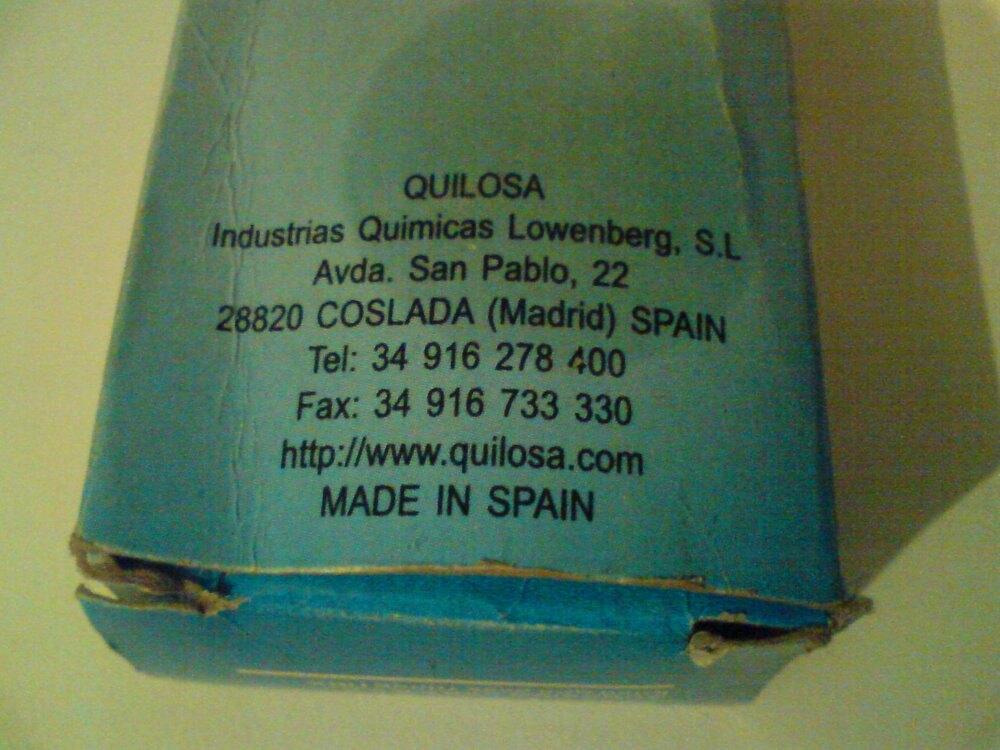 QUILOSA
Industrias Quimicas Lowenberg, S.L
Avda. San Pablo, 22
28820 COSLADA (Madrid) SPAIN
Tel: 34 916 278 400
Fax: 34 916 733 330
http://www.quilosa.com
MADE IN SPAIN